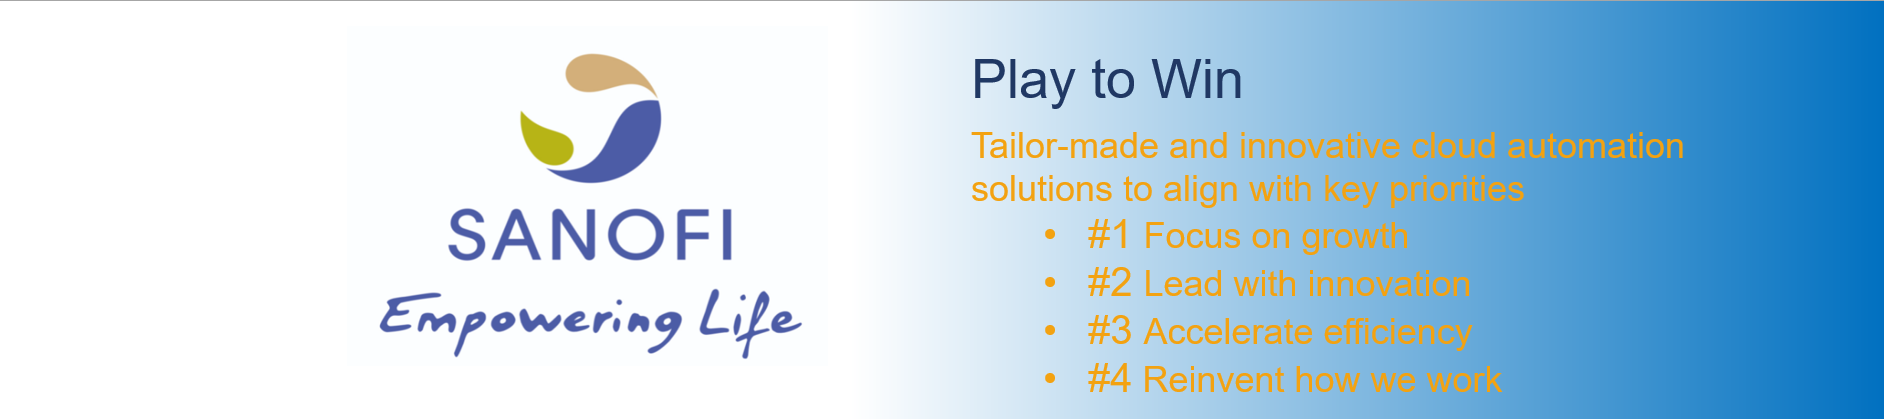 SANOFI
Empowering Life
Play to Win
Tailor-made and innovative cloud automation
solutions to align with key priorities
• #1 Focus on growth
• #2 Lead with innovation
• #3 Accelerate efficiency
• #4 Reinvent how we work